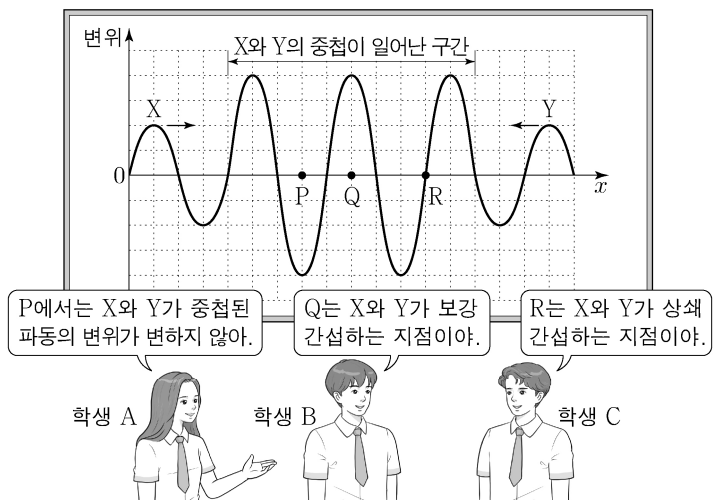 변위
X와 Y의 중첩이 일어난 구간
X
Y
0
P
Q
R
x
P에서는 X와 Y가 중첩된
파동의 변위가 변하지 않아.
Q는 X와 Y가 보강
간섭하는 지점이야.
R는 X와 Y가 상쇄
간섭하는 지점이야.
학생 A
학생 B
학생 C